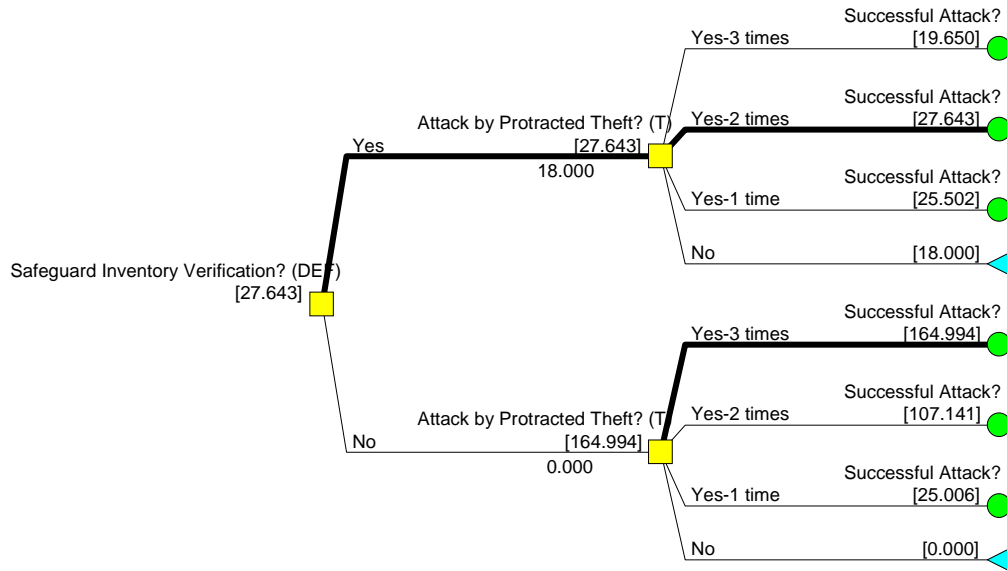 Successful Attack?
Yes-3 times [19.650]
Successful Attack?
Attack by Protracted Theft? (T) Yes-2 times [27.643]
Yes [27.643]
18.000
Successful Attack?
Yes-1 time [25.502]
No [18.000]
Safeguard Inventory Verification? (DEF)
[27.643]
Successful Attack?
Yes-3 times [164.994]
Successful Attack?
Attack by Protracted Theft? (T Yes-2 times [107.141]
No [164.994]
0.000
Successful Attack?
Yes-1 time [25.006]
No [0.000]